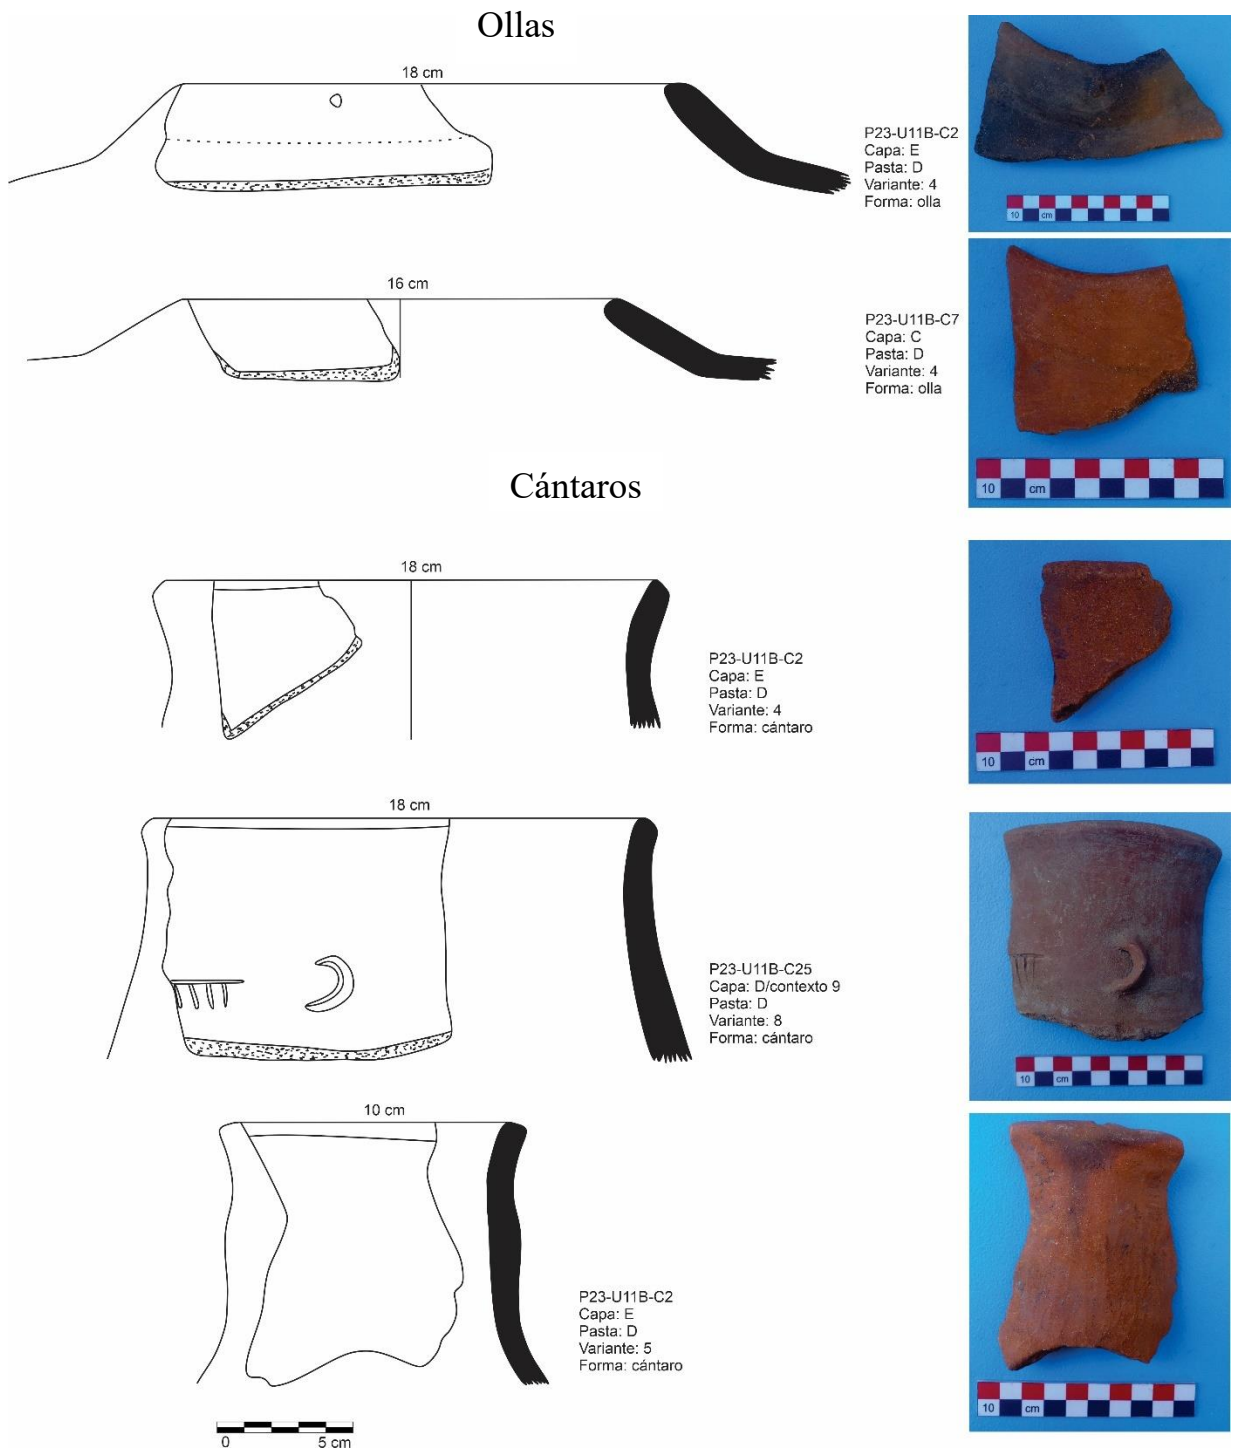 Ollas
18 cm
P23-U11B-C2
Capa: E
Pasta: D
Variante: 4
Forma: olla
10 cm
16 cm
P23-U11B-C7
Capa: C
Pasta: D
Variante: 4
Forma: olla
10 cm
Cántaros
18 cm
P23-U11B-C2
Capa: E
Pasta: D
Variante: 4
Forma: cántaro
10 cm
18 cm
P23-U11B-C25
Capa: D/contexto 9
Pasta: D
Variante: 8
Forma: cántaro
10 cm
10 cm
P23-U11B-C2
Capa: E
Pasta: D
Variante: 5
Forma: cántaro
10 cm
0 5 cm